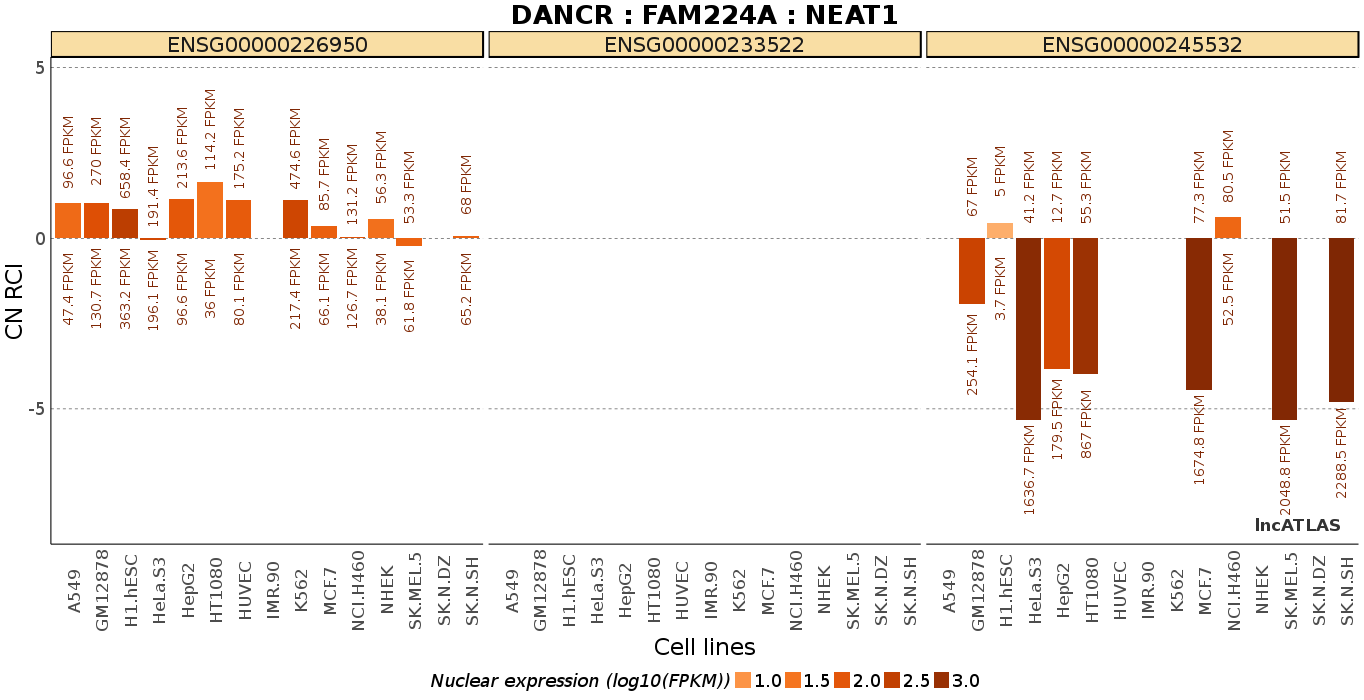 DANCR : FAM224A : NEAT1
ENSG00000226950
ENSG00000233522
ENSG00000245532
CN RCI
5
0
-5
96.6 FPKM
270 FPKM
658.4 FPKM
191.4 FPKM
213.6 FPKM
114.2 FPKM
175.2 FPKM
474.6 FPKM
85.7 FPKM
131.2 FPKM
56.3 FPKM
53.3 FPKM
68 FPKM
47.4 FPKM
130.7 FPKM
363.2 FPKM
196.1 FPKM
96.6 FPKM
36 FPKM
80.1 FPKM
217.4 FPKM
66.1 FPKM
126.7 FPKM
38.1 FPKM
61.8 FPKM
65.2 FPKM
67 FPKM
5 FPKM
41.2 FPKM
12.7 FPKM
55.3 FPKM
77.3 FPKM
80.5 FPKM
51.5 FPKM
81.7 FPKM
254.1 FPKM
3.7 FPKM
1636.7 FPKM
179.5 FPKM
867 FPKM
1674.8 FPKM
52.5 FPKM
2048.8 FPKM
2288.5 FPKM
lncATLAS
A549
GM12878
H1.hESC
HeLa.S3
HepG2
HT1080
HUVEC
IMR.90
K562
MCF.7
NCI.H460
NHEK
SK.MEL.5
SK.N.DZ
SK.N.SH
A549
GM12878
H1.hESC
HeLa.S3
HepG2
HT1080
HUVEC
IMR.90
K562
MCF.7
NCI.H460
NHEK
SK.MEL.5
SK.N.DZ
SK.N.SH
A549
GM12878
H1.hESC
HeLa.S3
HepG2
HT1080
HUVEC
IMR.90
K562
MCF.7
NCI.H460
NHEK
SK.MEL.5
SK.N.DZ
SK.N.SH
Cell lines
Nuclear expression (log10(FPKM)) 1.0 1.5 2.0 2.5 3.0